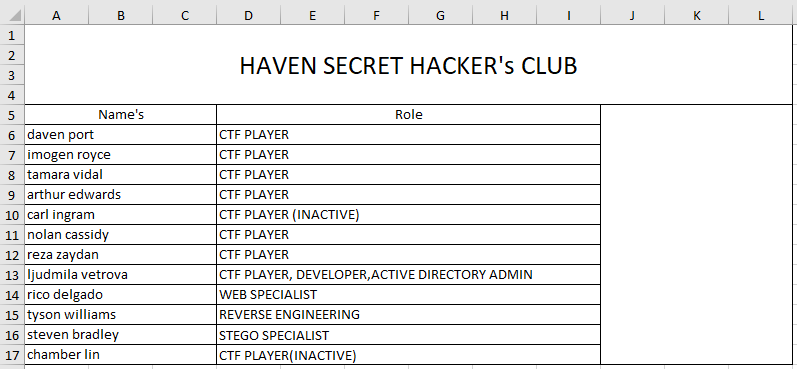 A B C D E F G H I J K L
1
2
HAVEN SECRET HACKER's CLUB
3
4
5 Name's Role
6 daven port CTF PLAYER
7 imogen royce CTF PLAYER
8 tamara vidal CTF PLAYER
9 arthur edwards CTF PLAYER
10 carl ingram CTF PLAYER (INACTIVE)
11 nolan cassidy CTF PLAYER
12 reza zaydan CTF PLAYER
13 ljudmila vetrova CTF PLAYER, DEVELOPER,ACTIVE DIRECTORY ADMIN
14 rico delgado WEB SPECIALIST
15 tyson williams REVERSE ENGINEERING
16 steven bradley STEGO SPECIALIST
17 chamber lin CTF PLAYER(INACTIVE)